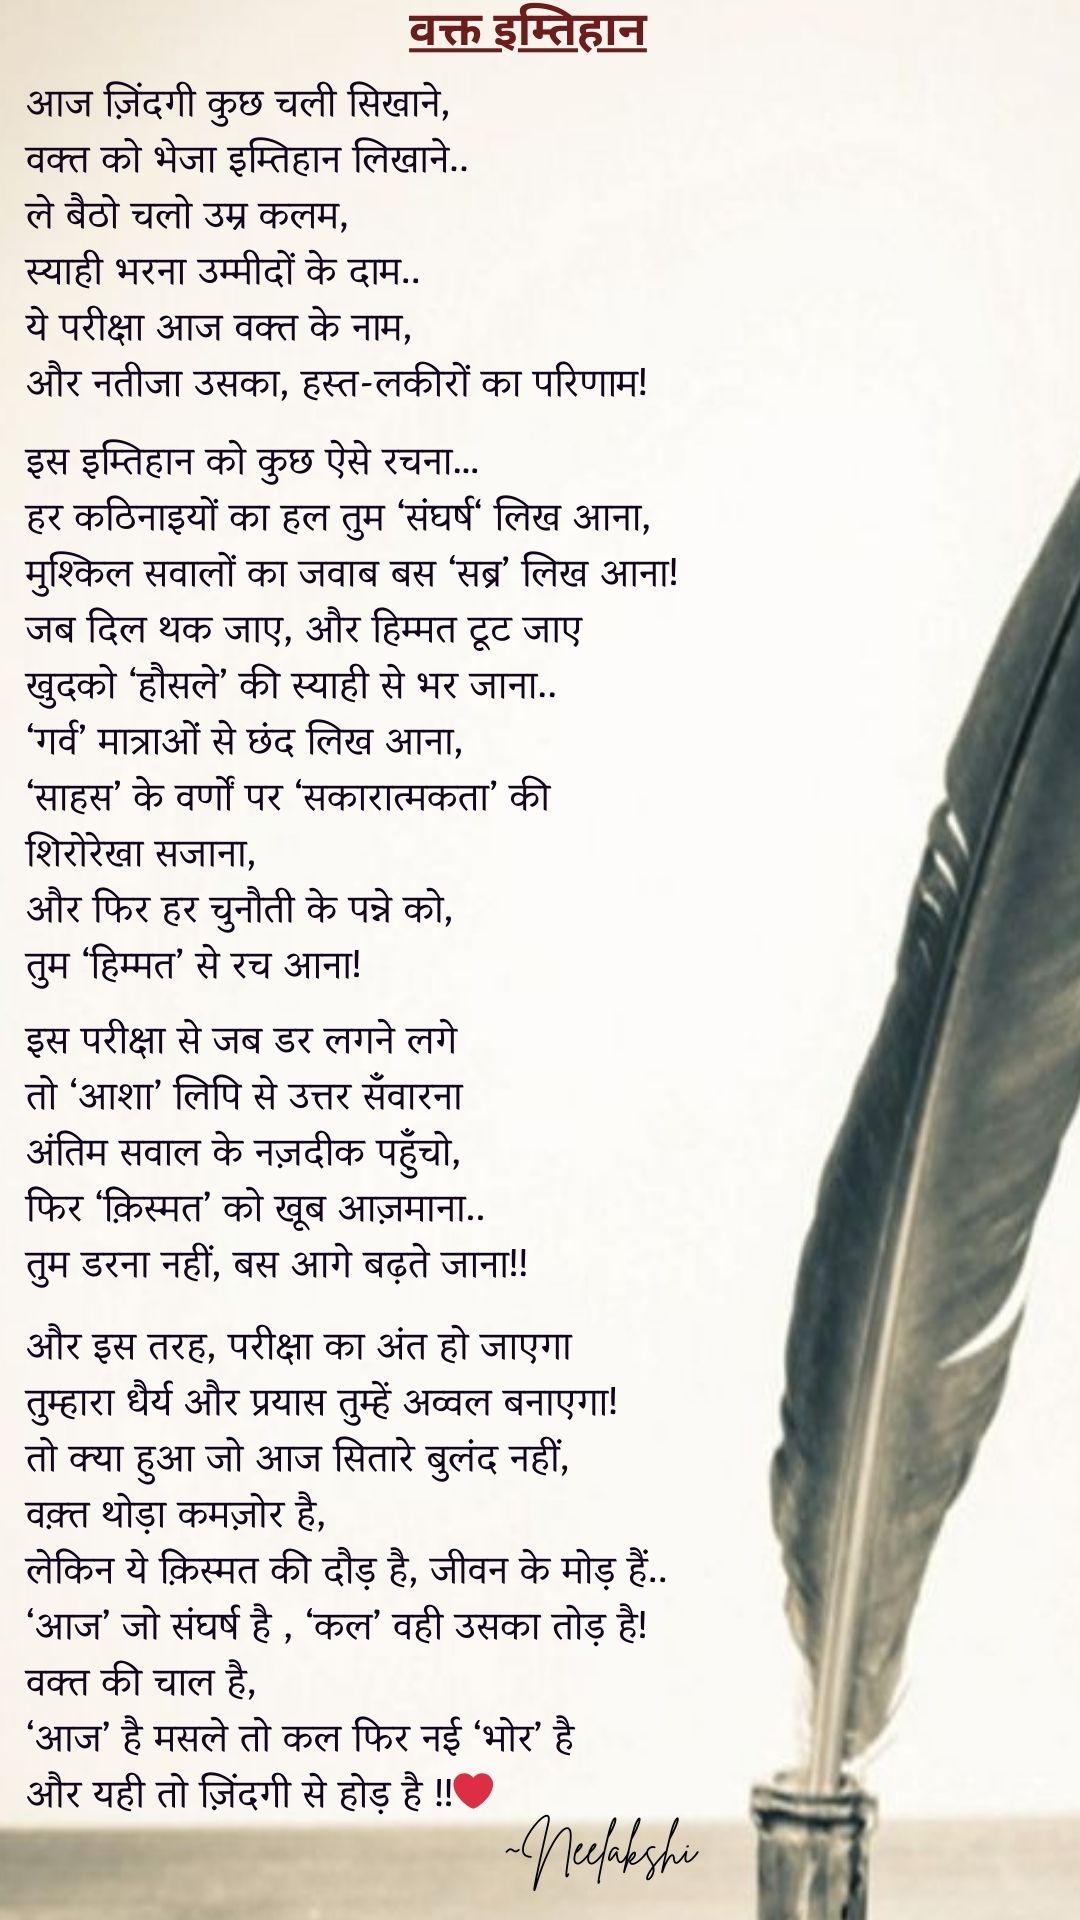 वक्त इम्तिहान
आज ज़िंदगी कुछ चली सिखाने,
वक्त को भेजा इम्तिहान लिखाने..
ले बैठो चलो उम्र कलम,
स्याही भरना उम्मीदों के दाम..
ये परीक्षा आज वक्त के नाम,
और नतीजा उसका, हस्त-लकीरों का परिणाम!
इस इम्तिहान को कुछ ऐसे रचना...
हर कठिनाइयों का हल तुम ‘संघर्ष‘ लिख आना,
मुश्किल सवालों का जवाब बस ‘सब्र’ लिख आना!
जब दिल थक जाए, और हिम्मत टूट जाए
खुदको ‘हौसले’ की स्याही से भर जाना..
‘गर्व’ मात्राओं से छंद लिख आना,
‘साहस’ के वर्णों पर ‘सकारात्मकता’ की
शिरोरेखा सजाना,
और फिर हर चुनौती के पन्ने को,
तुम ‘हिम्मत’ से रच आना!
इस परीक्षा से जब डर लगने लगे
तो ‘आशा’ लिपि से उत्तर सँवारना
अंतिम सवाल के नज़दीक पहुँचो,
फिर ‘क़िस्मत’ को खूब आज़माना..
तुम डरना नहीं, बस आगे बढ़ते जाना!!
और इस तरह, परीक्षा का अंत हो जाएगा
तुम्हारा धैर्य और प्रयास तुम्हें अव्वल बनाएगा!
तो क्या हुआ जो आज सितारे बुलंद नहीं,
वक़्त थोड़ा कमज़ोर है,
लेकिन ये क़िस्मत की दौड़ है, जीवन के मोड़ हैं..
‘आज’ जो संघर्ष है , ‘कल’ वही उसका तोड़ है!
वक्त की चाल है,
‘आज’ है मसले तो कल फिर नई ‘भोर’ है
और यही तो ज़िंदगी से होड़ है !!❤️
~Neelakshi